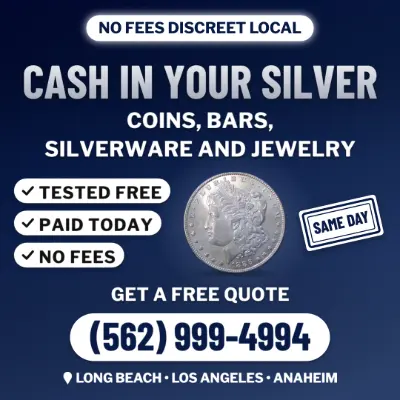 NO FEES DISCREET LOCAL
CASH IN YOUR SILVER
COINS, BARS,
SILVERWARE AND JEWELRY
TESTED FREE
PAID TODAY
NO FEES
SAME DAY
GET A FREE QUOTE
(562) 999-4994
LONG BEACH • LOS ANGELES • ANAHEIM